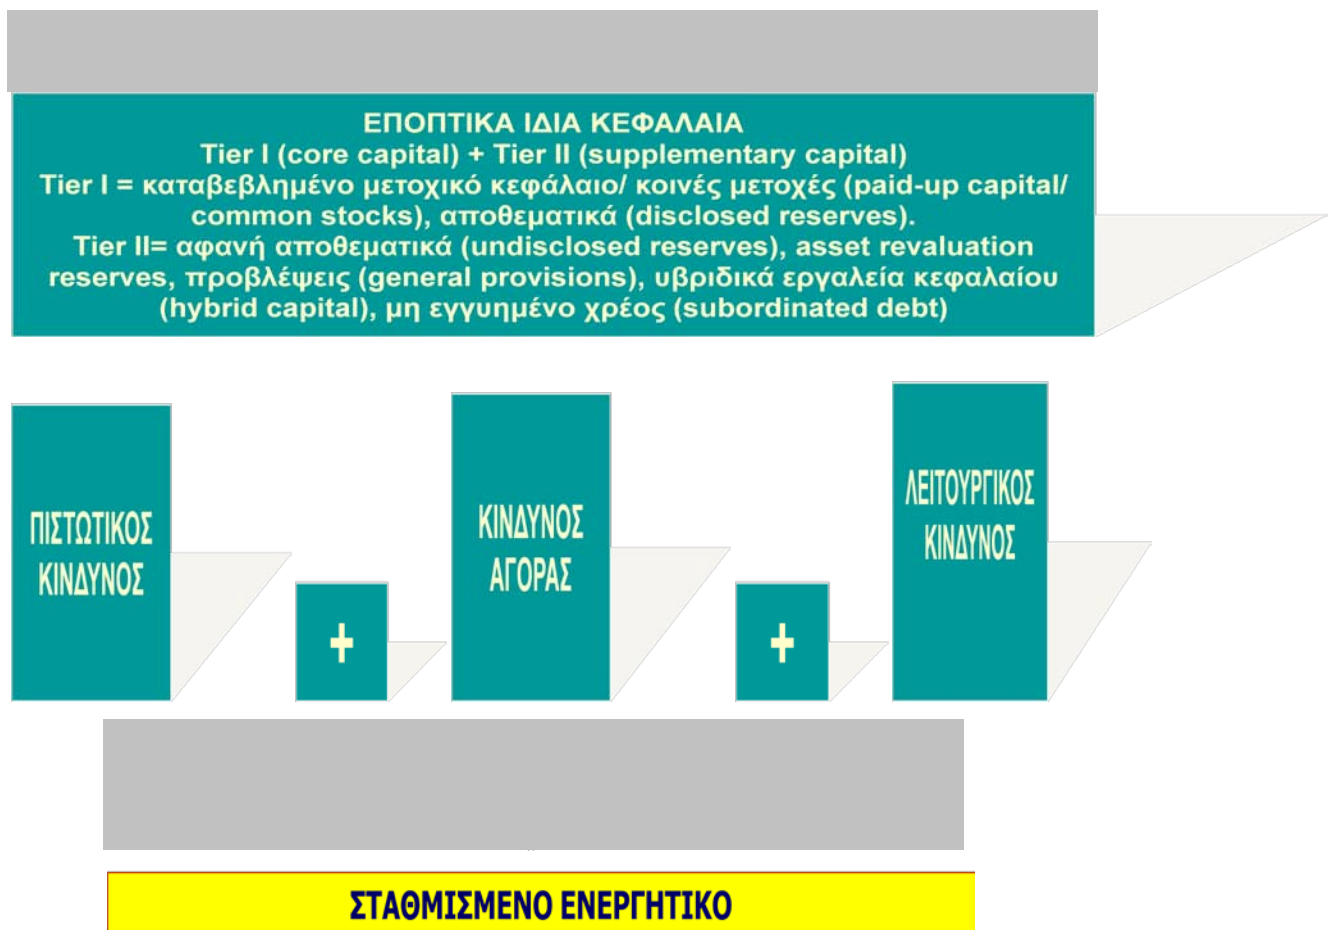 ΕΠΟΠΤΙΚΑ ΙΔΙΑ ΚΕΦΑΛΑΙΑ
Tier I (core capital) + Tier II (supplementary capital)
Tier I = καταβεβλημένο μετοχικό κεφάλαιο/ κοινές μετοχές (paid-up capital/
common stocks), αποθεματικά (disclosed reserves).
Tier II= αφανή αποθεματικά (undisclosed reserves), asset revaluation
reserves, προβλέψεις (general provisions), υβριδικά εργαλεία κεφαλαίου
(hybrid capital), μη εγγυημένο χρέος (subordinated debt)
ΠΙΣΤΩΤΙΚΟΣ
ΚΙΝΔΥΝΟΣ
+
ΚΙΝΔΥΝΟΣ
ΑΓΟΡΑΣ
+
ΛΕΙΤΟΥΡΓΙΚΟΣ
ΚΙΝΔΥΝΟΣ
ΣΤΑΘΜΙΣΜΕΝΟ ΕΝΕΡΓΗΤΙΚΟ